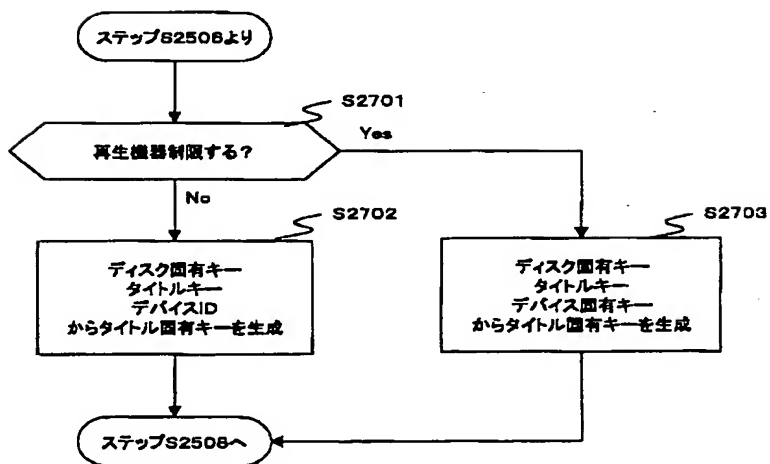 ステップS2506より
S2701
再生機器制限する?
Yes
No
S2702
ディスク固有キー
タイトルキー
デバイスID
からタイトル固有キーを生成
S2703
ディスク固有キー
タイトルキー
デバイス固有キー
からタイトル固有キーを生成
ステップS2508へ